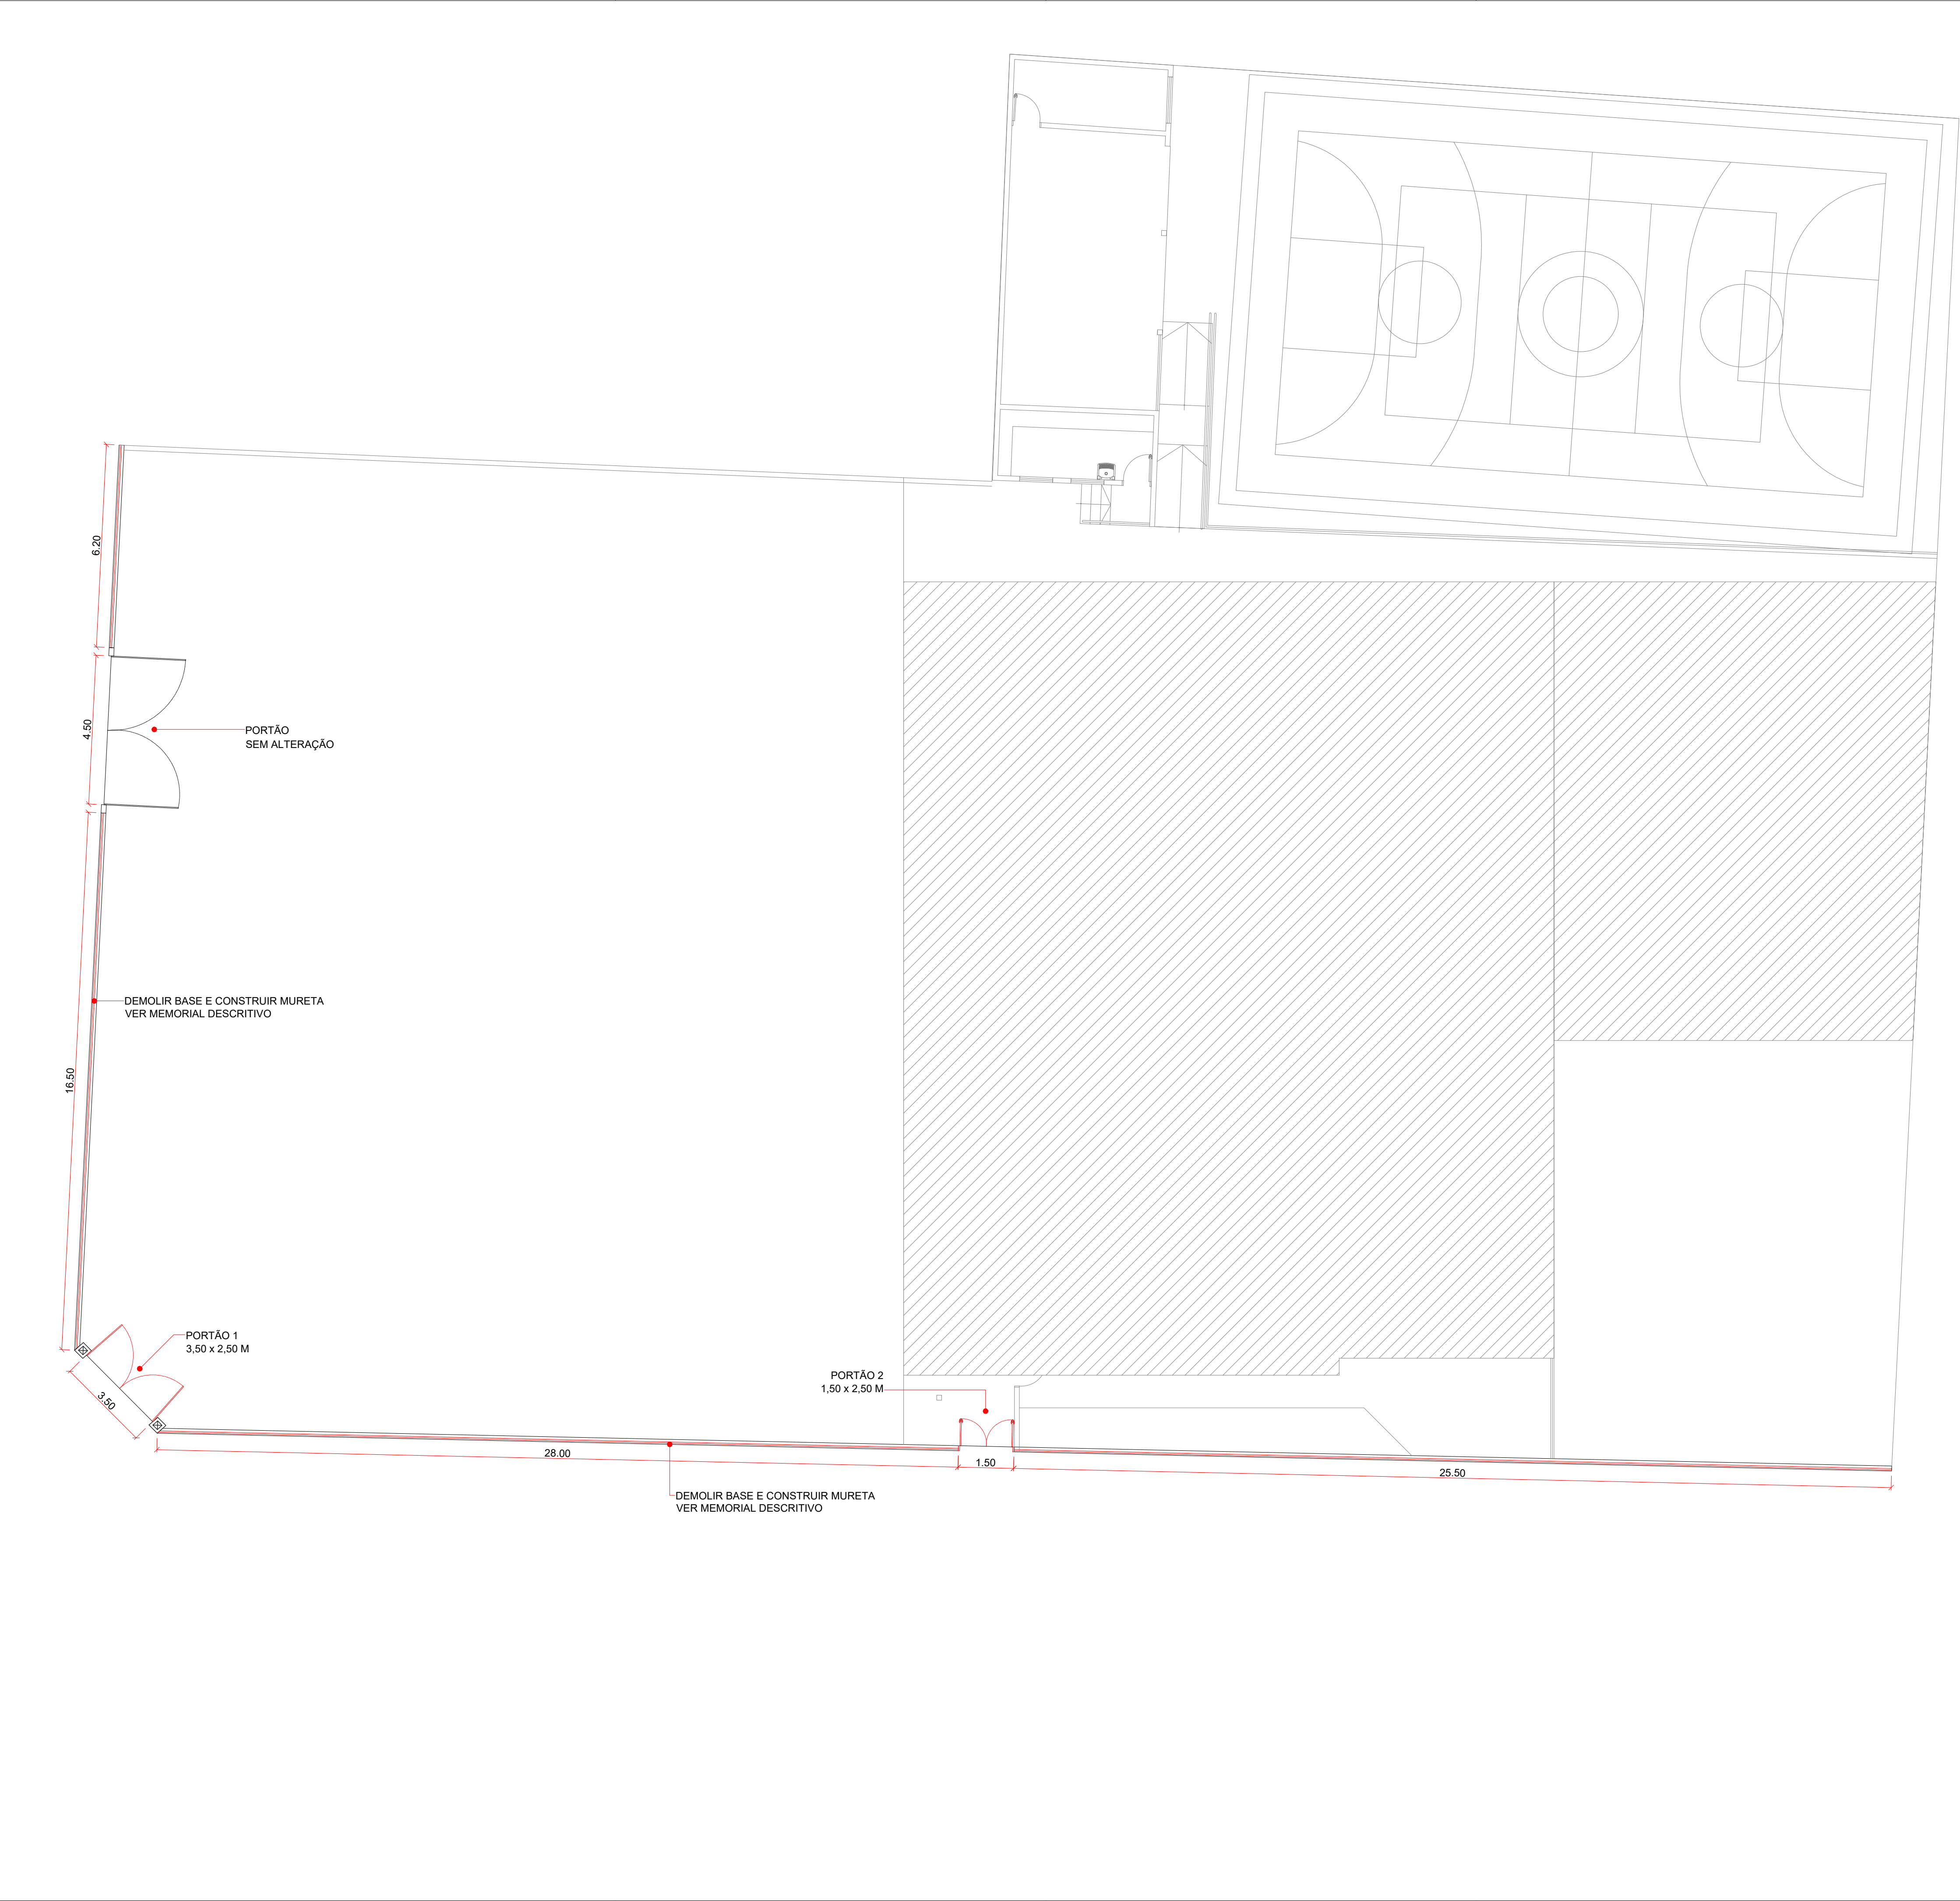 6.20
4.50
PORTÃO
SEM ALTERAÇÃO
DEMOLIR BASE E CONSTRUIR MURETA
VER MEMORIAL DESCRITIVO
16.50
PORTÃO 1
3,50 x 2,50 M
3.50
PORTÃO 2
1,50 x 2,50 M
28.00
1.50
25.50
DEMOLIR BASE E CONSTRUIR MURETA
VER MEMORIAL DESCRITIVO